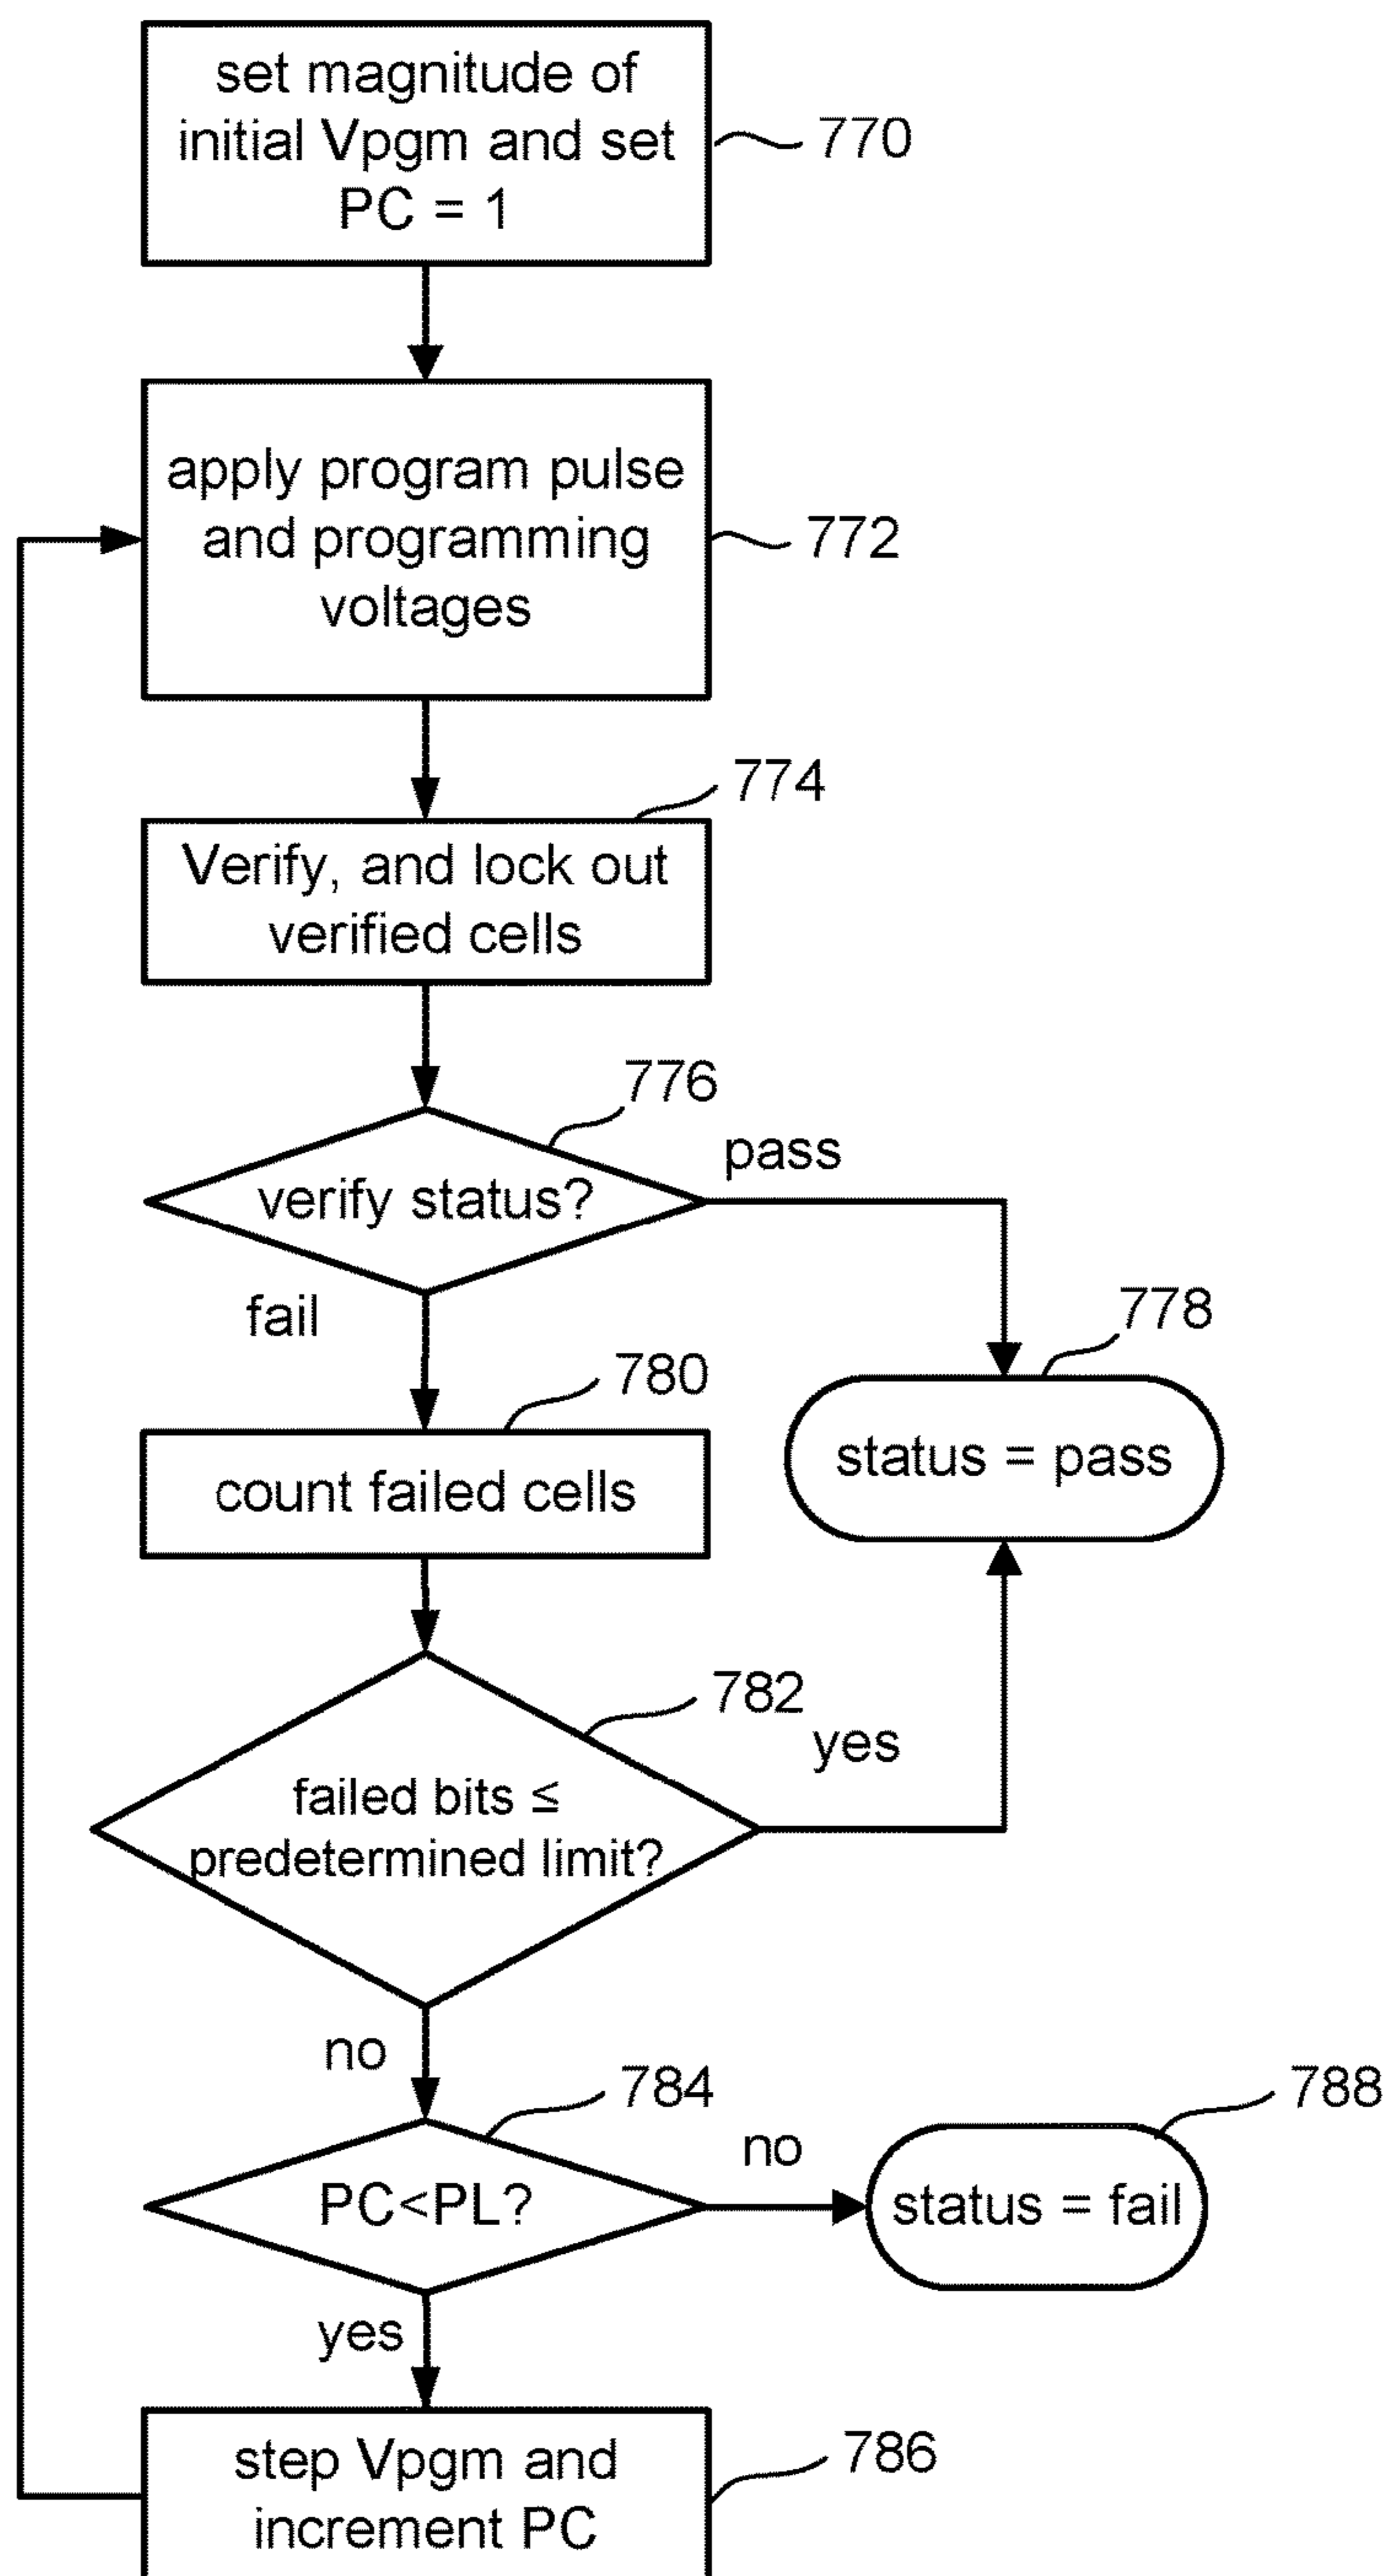 set magnitude of
initial Vpgm and set
PC = 1
770
apply program pulse
and programming
voltages
772
774
Verify, and lock out
verified cells
776
pass
verify status?
fail
778
780
status = pass
count failed cells
782
yes
failed bits ≤
predetermined limit?
no
784
788
no
PC<PL?
status = fail
yes
step Vpgm and
increment PC
786